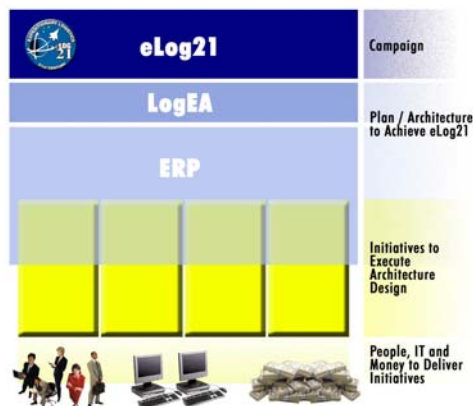 eLog21
Campaign
LogEA
Plan / Architecture
to Achieve eLog21
ERP
Initiatives to
Execute
Architecture
Design
People, IT and
Money to Deliver
Initiatives